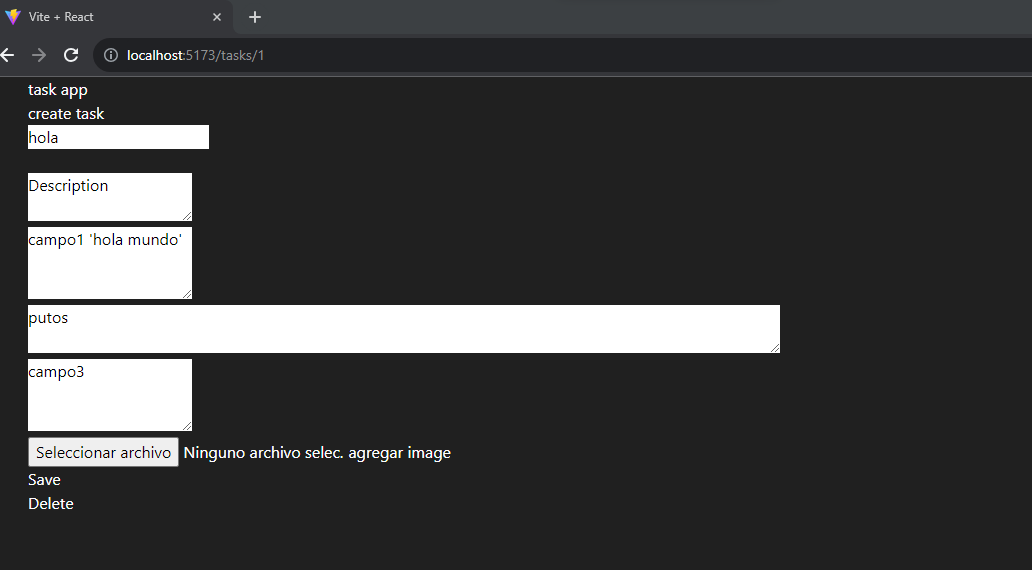 Vite + React
localhost:5173/tasks/1
task app
create task
hola
Description
campo1 'hola mundo'
putos
campo3
Seleccionar archivo Ninguno archivo selec. agregar image
Save
Delete